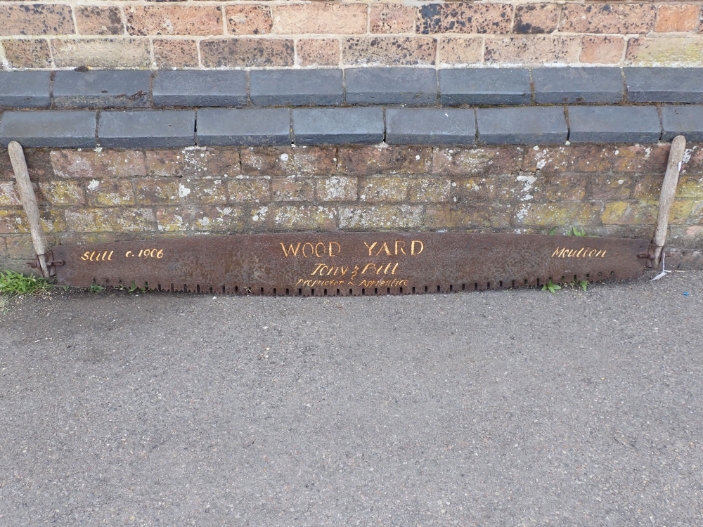 Still c.1906
WOOD YARD
Tony & Bill
Proprietor & Apprentice
Moulton